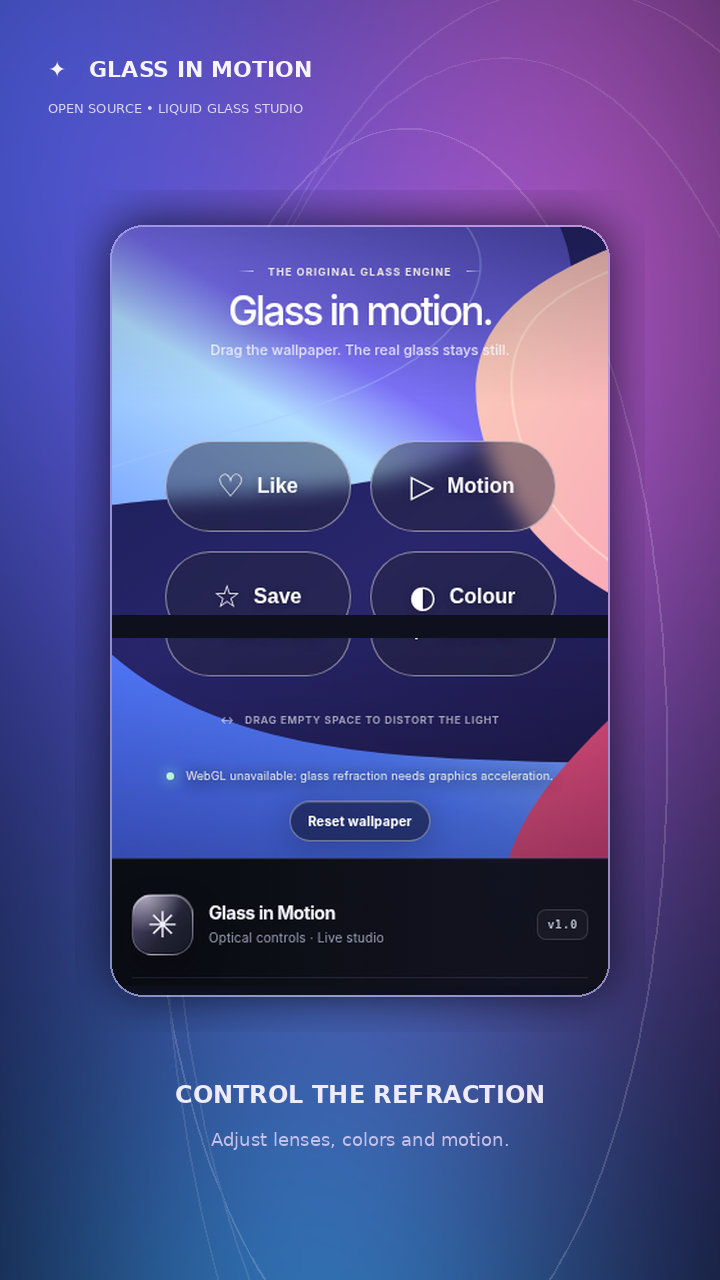 ✦ GLASS IN MOTION
OPEN SOURCE • LIQUID GLASS STUDIO
THE ORIGINAL GLASS ENGINE
Glass in motion.
Drag the wallpaper. The real glass stays still.
♡ Like
▷ Motion
☆ Save
◐ Colour
↔ DRAG EMPTY SPACE TO DISTORT THE LIGHT
WebGL unavailable: glass refraction needs graphics acceleration.
Reset wallpaper
Glass in Motion
Optical controls · Live studio
v1.0
CONTROL THE REFRACTION
Adjust lenses, colors and motion.